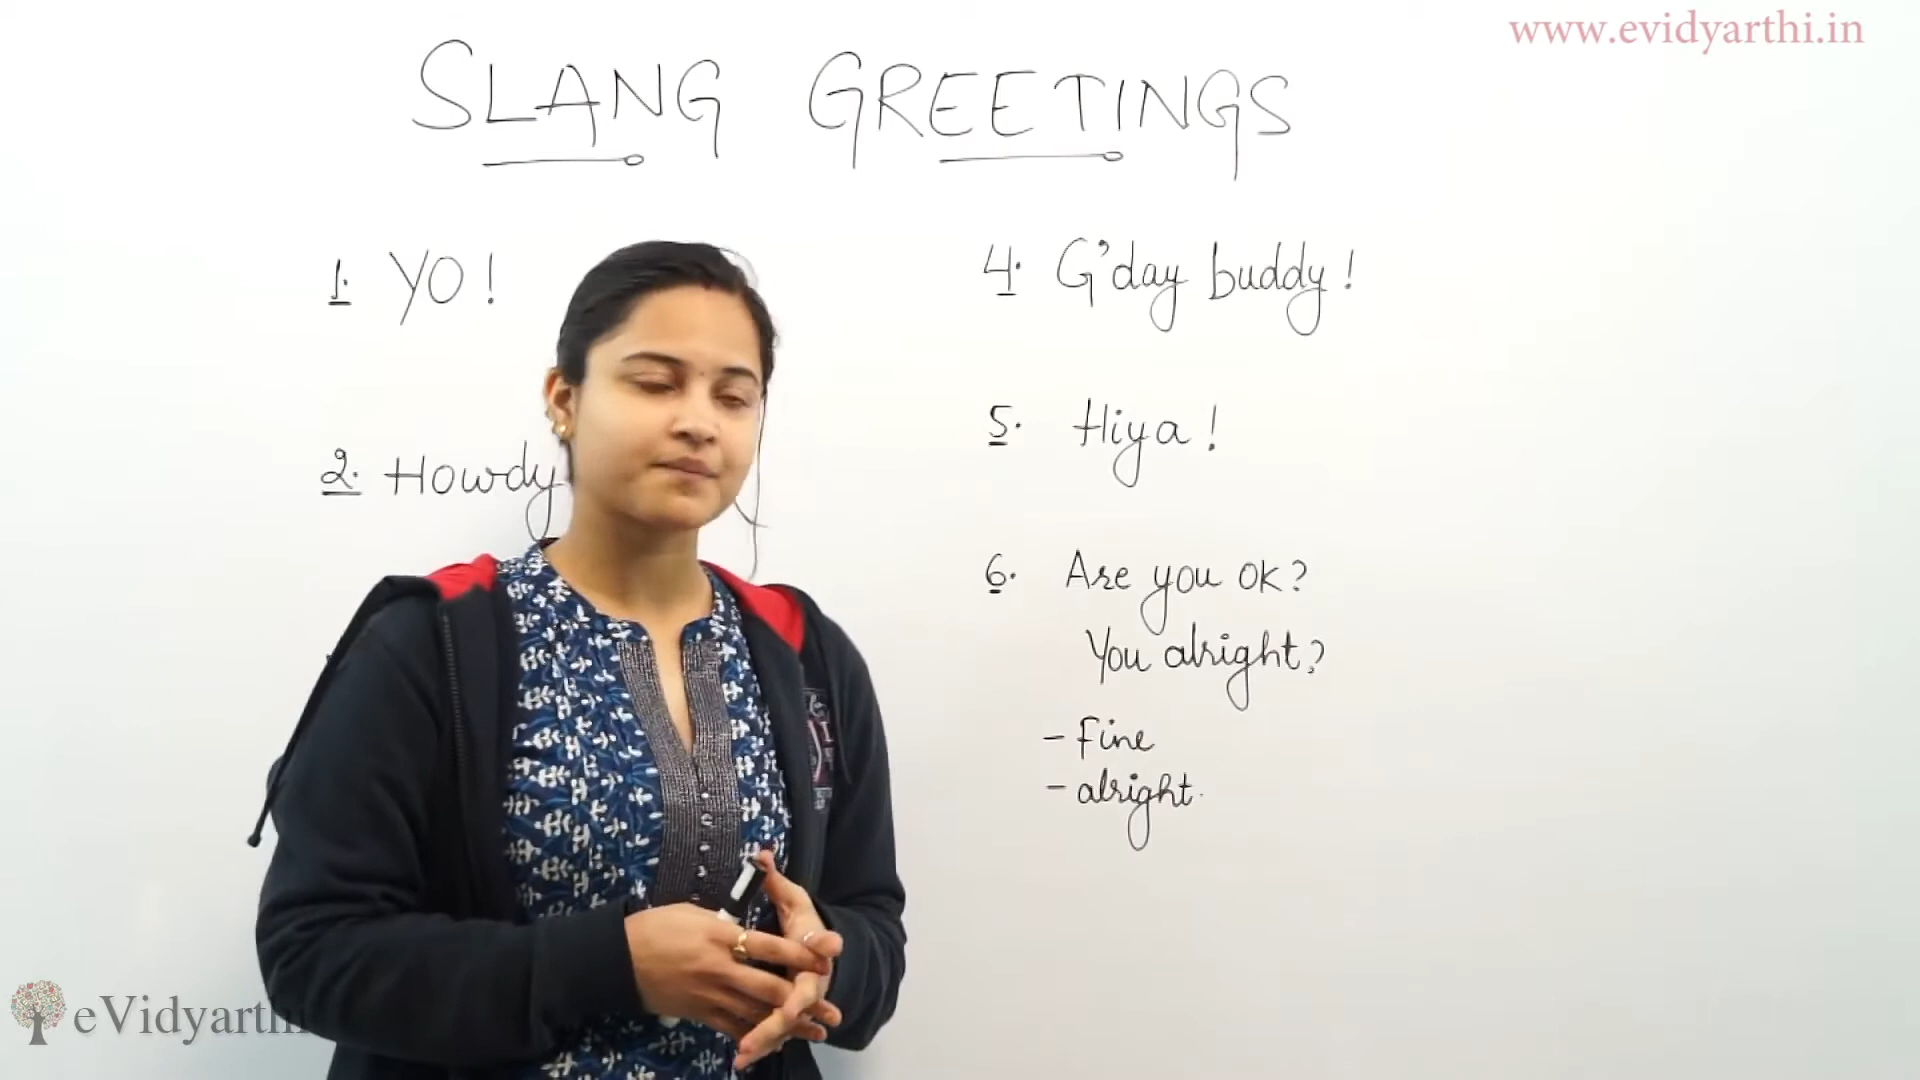 www.evidyarthi.in
SLANG GREETINGS
1. YO!
2. Howdy
4. G'day buddy!
5. Hiya!
6. Are you ok?
You alright?
- Fine
- alright.
eVidyarthi